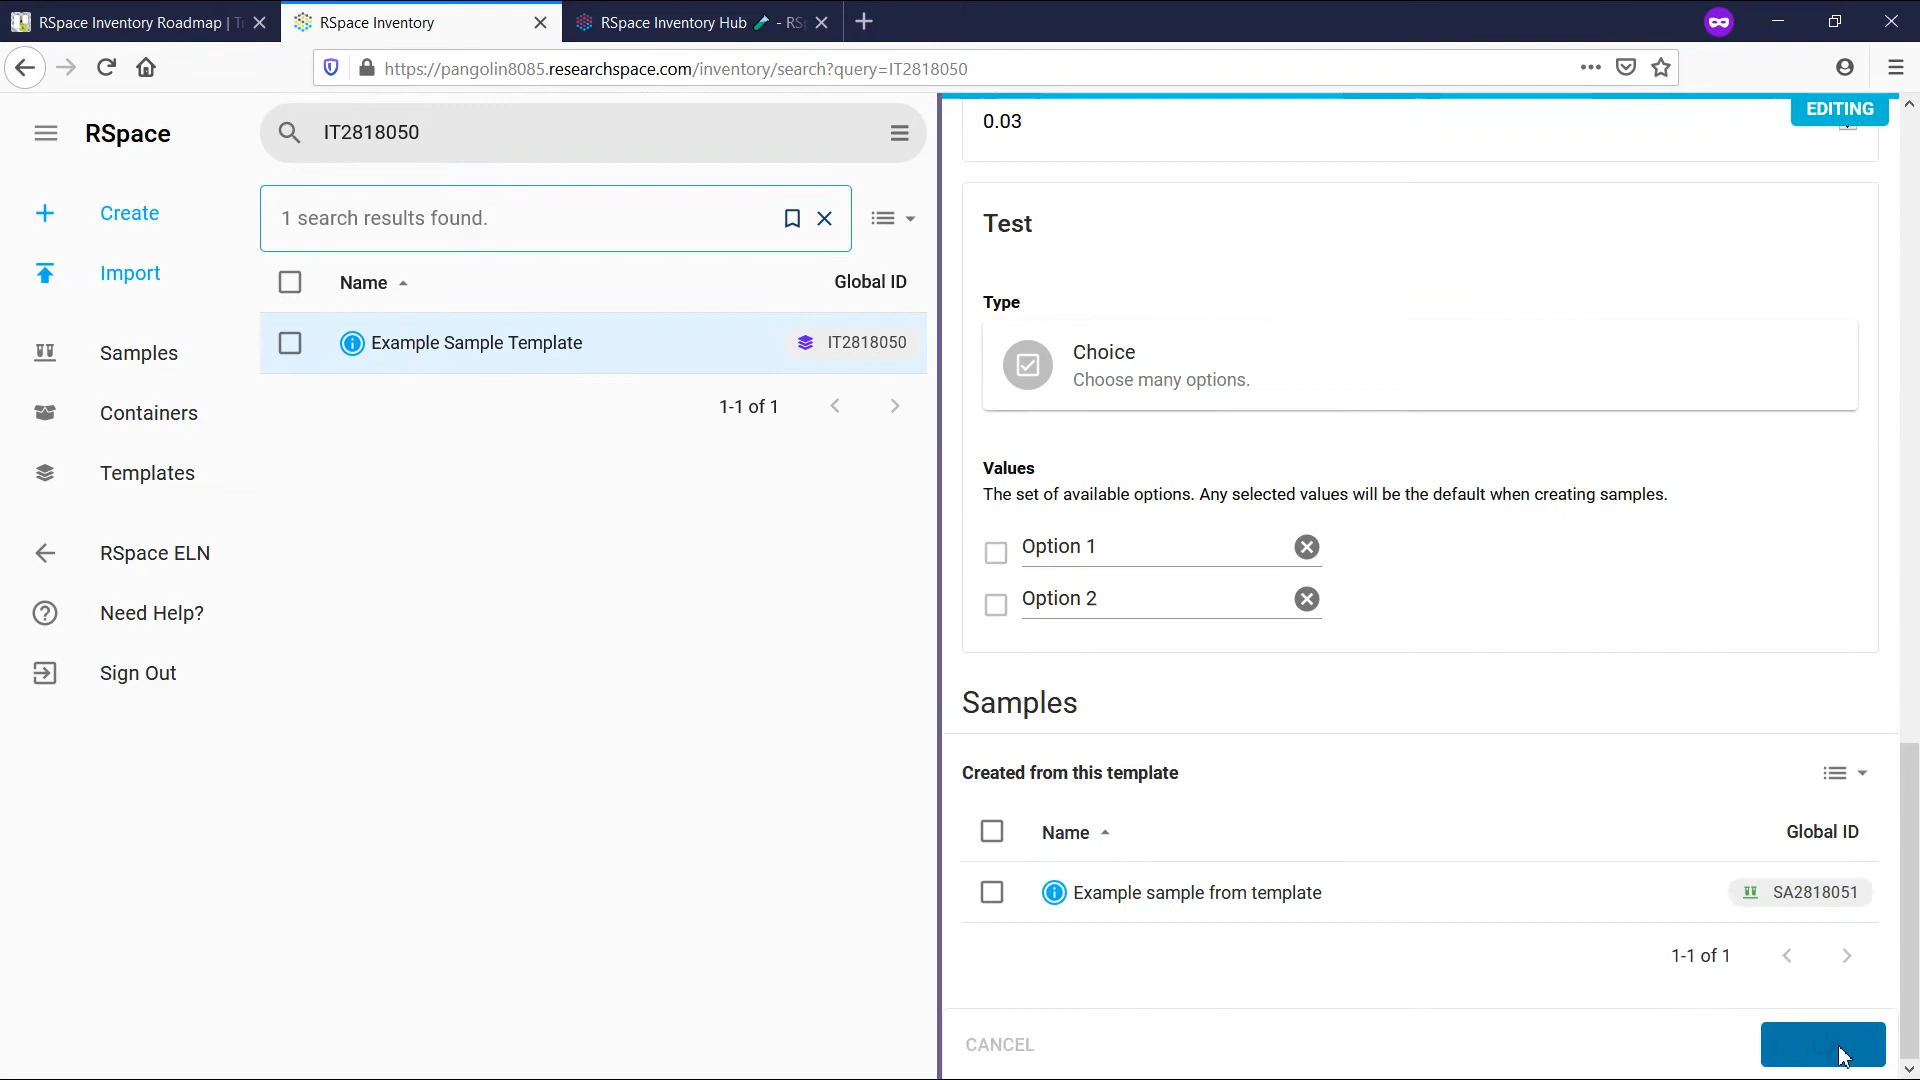 RSpace Inventory Roadmap | T
RSpace Inventory
RSpace Inventory Hub - RS
https://pangolin8085.researchspace.com/inventory/search?query=IT2818050
RSpace
IT2818050
EDITING
0.03
Create
1 search results found.
Test
Import
Name
Global ID
Type
Example Sample Template
IT2818050
Choice
Choose many options.
Samples
1-1 of 1
Containers
Templates
Values
The set of available options. Any selected values will be the default when creating samples.
RSpace ELN
Option 1
Need Help?
Option 2
Sign Out
Samples
Created from this template
Name
Global ID
Example sample from template
SA2818051
1-1 of 1
CANCEL